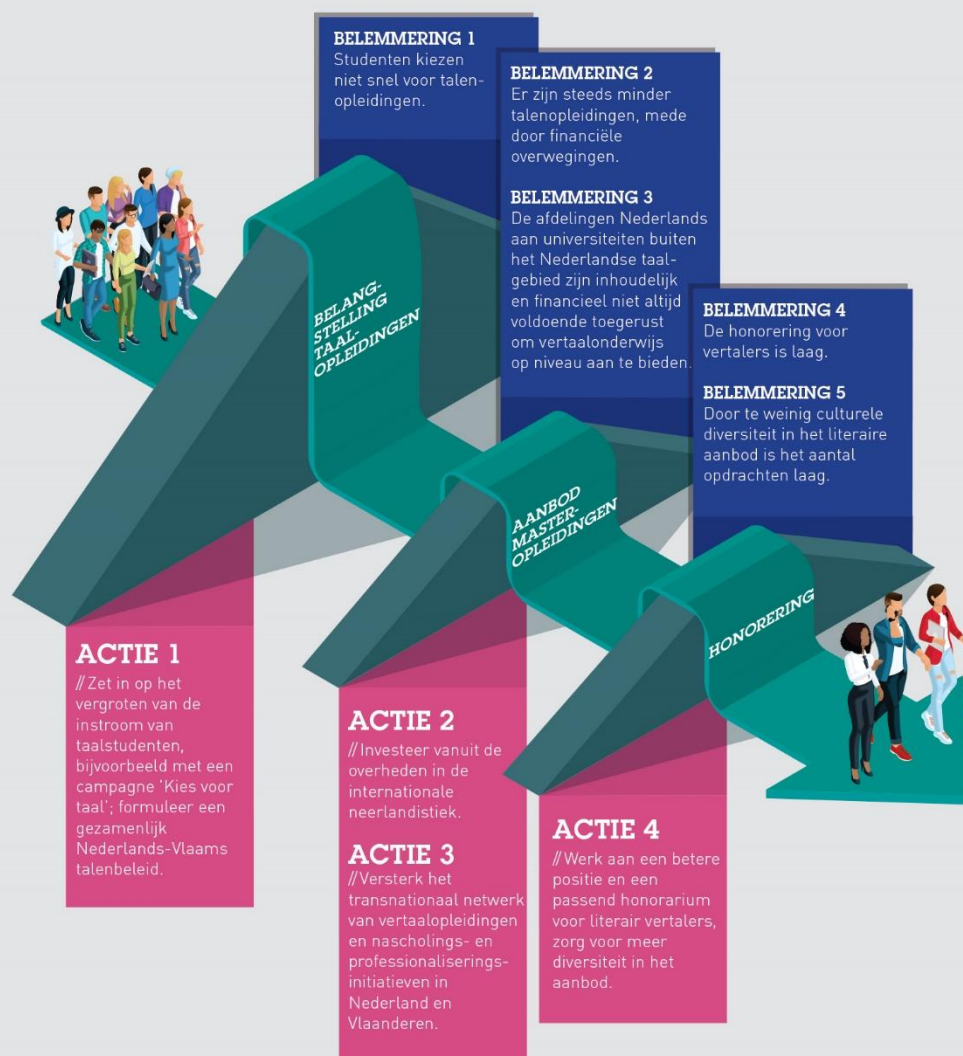 BELEMMERING 1
Studenten kiezen
niet snel voor talen-
opleidingen.
BELEMMERING 2
Er zijn steeds minder
talenopleidingen, mede
door financiële
overwegingen.
BELEMMERING 3
De afdelingen Nederlands
aan universiteiten buiten
het Nederlandse taal-
gebied zijn inhoudelijk
en financieel niet altijd
voldoende toegerust
om vertaalonderwijs
op niveau aan te bieden.
BELEMMERING 4
De honorering voor
vertalers is laag.
BELEMMERING 5
Door te weinig culturele
diversiteit in het literaire
aanbod is het aantal
opdrachten laag.
BELANG-
STELLING
TAAL-
OPLEIDINGEN
AANBOD
MASTER-
OPLEIDINGEN
HONORERING
ACTIE 1
//Zet in op het
vergroten van de
instroom van
taalstudenten,
bijvoorbeeld met een
campagne 'Kies voor
taal'; formuleer een
gezamenlijk
Nederlands-Vlaams
talenbeleid.
ACTIE 2
//Investeer vanuit de
overheden in de
internationale
neerlandistiek.
ACTIE 3
//Versterk het
transnationaal netwerk
van vertaalopleidingen
en nascholings- en
professionaliserings-
initiatieven in
Nederland en
Vlaanderen.
ACTIE 4
//Werk aan een betere
positie en een
passend honorarium
voor literair vertalers,
zorg voor meer
diversiteit in het
aanbod.